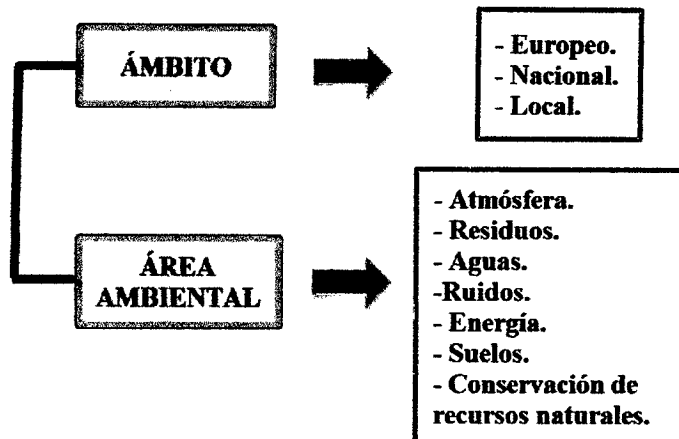 ÁMBITO
- Europeo.
- Nacional.
- Local.
ÁREA
AMBIENTAL
- Atmósfera.
- Residuos.
- Aguas.
-Ruidos.
- Energía.
- Suelos.
- Conservación de
recursos naturales.